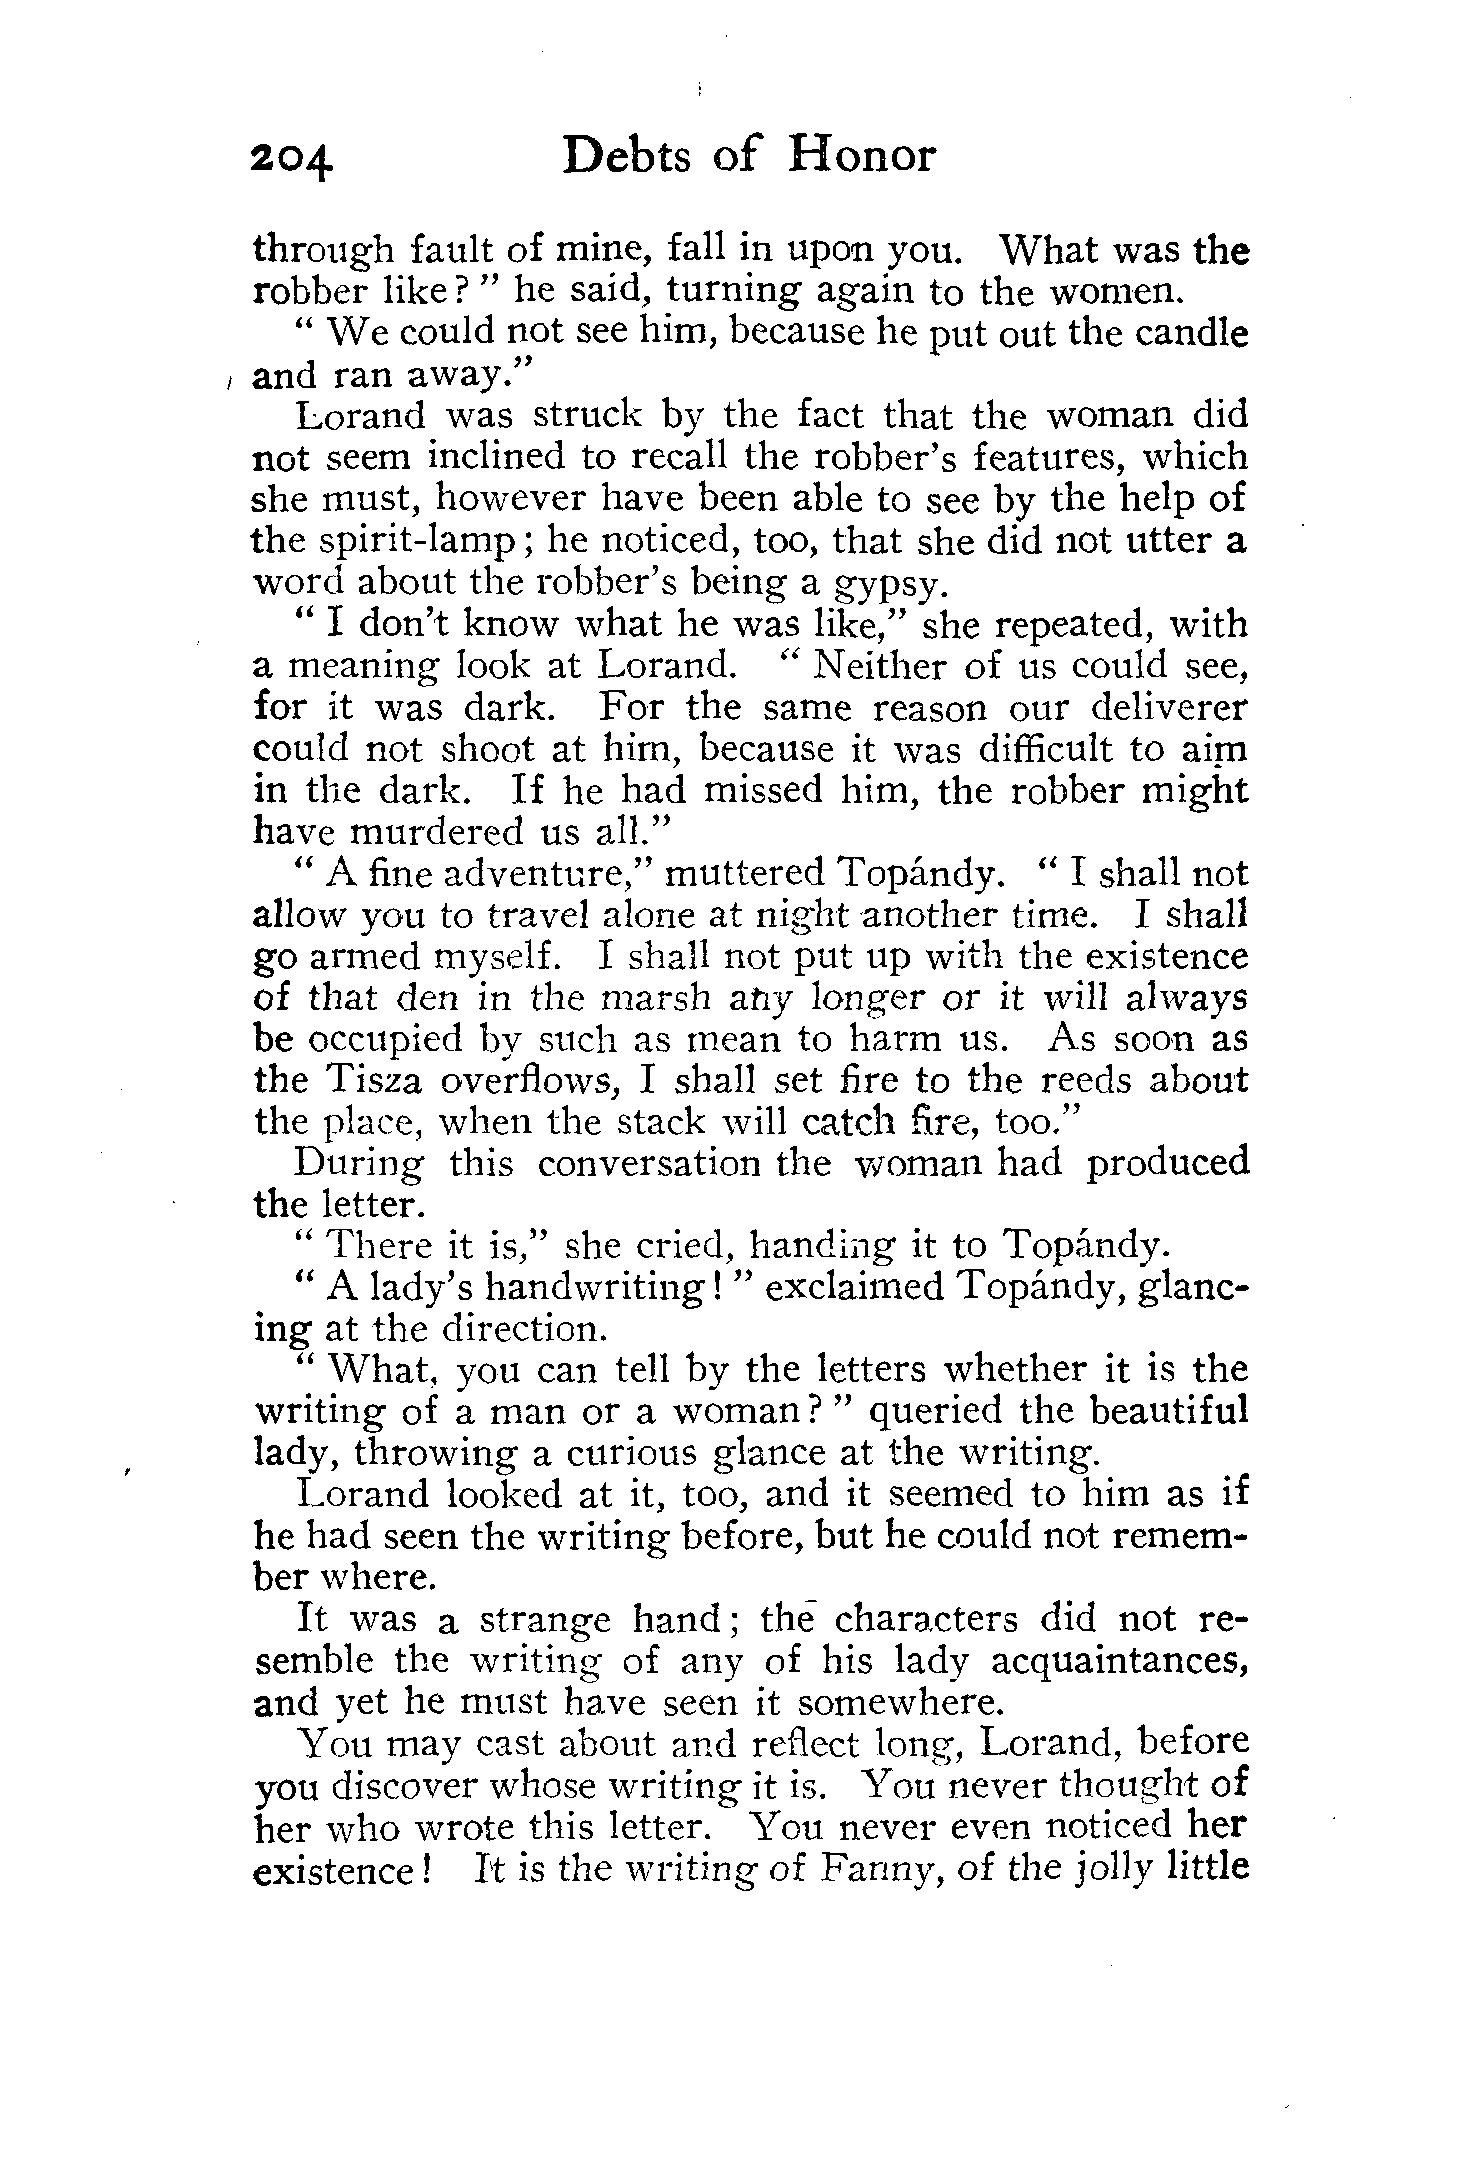 204 Debts of Honor
through fault of mine, fall in upon you. What was the
robber like? " he said, turning again to the women.
" We could not see him, because he put out the candle
and ran away."
Lorand was struck by the fact that the woman did
not seem inclined to recall the robber's features, which
she must, however have been able to see by the help of
the spirit-lamp; he noticed, too, that she did not utter a
word about the robber's being a gypsy.
" I don't know what he was like," she repeated, with
a meaning look at Lorand. " Neither of us could see,
for it was dark. For the same reason our deliverer
could not shoot at him, because it was difficult to aim
in the dark. If he had missed him, the robber might
have murdered us all."
" A fine adventure," muttered Topándy. " I shall not
allow you to travel alone at night another time. I shall
go armed myself. I shall not put up with the existence
of that den in the marsh any longer or it will always
be occupied by such as mean to harm us. As soon as
the Tisza overflows, I shall set fire to the reeds about
the place, when the stack will catch fire, too."
During this conversation the woman had produced
the letter.
" There it is," she cried, handing it to Topándy.
" A lady's handwriting! " exclaimed Topándy, glanc-
ing at the direction.
" What, you can tell by the letters whether it is the
writing of a man or a woman? " queried the beautiful
lady, throwing a curious glance at the writing.
Lorand looked at it, too, and it seemed to him as if
he had seen the writing before, but he could not remem-
ber where.
It was a strange hand; the characters did not re-
semble the writing of any of his lady acquaintances,
and yet he must have seen it somewhere.
You may cast about and reflect long, Lorand, before
you discover whose writing it is. You never thought of
her who wrote this letter. You never even noticed her
existence! It is the writing of Fanny, of the jolly little